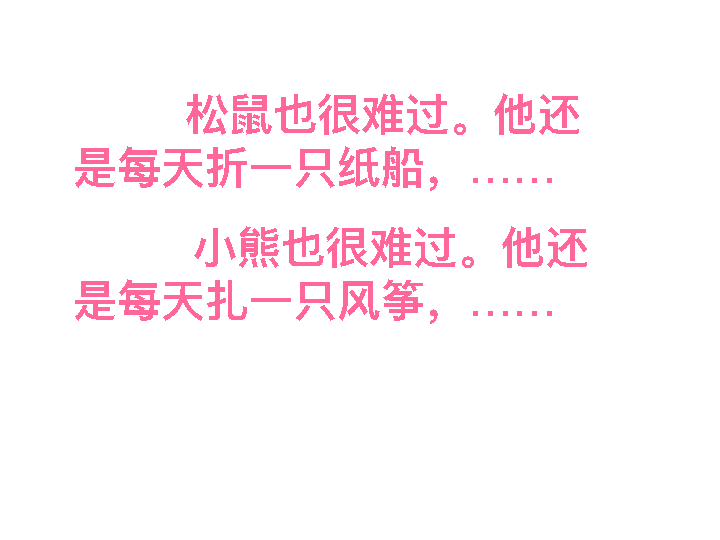 松鼠也很难过。他还
是每天折一只纸船，……
小熊也很难过。他还
是每天扎一只风筝，……